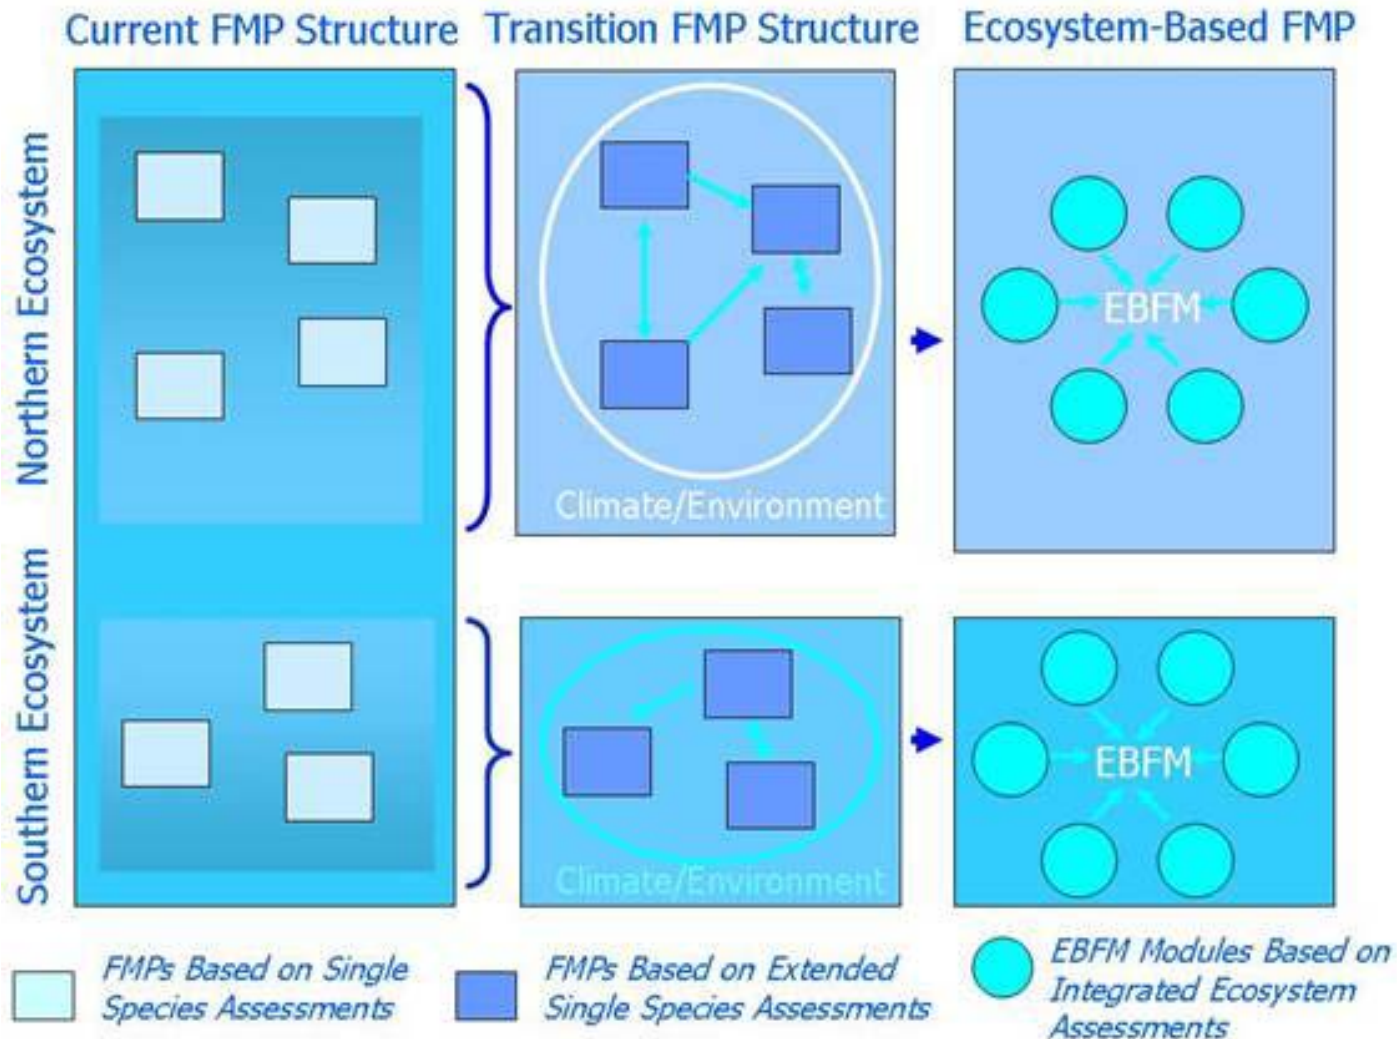 Current FMP Structure
Transition FMP Structure
Ecosystem-Based FMP
Northern Ecosystem
Climate/Environment
EBFM
Southern Ecosystem
Climate/Environment
EBFM
FMPs Based on Single
Species Assessments
FMPs Based on Extended
Single Species Assessments
EBFM Modules Based on
Integrated Ecosystem
Assessments